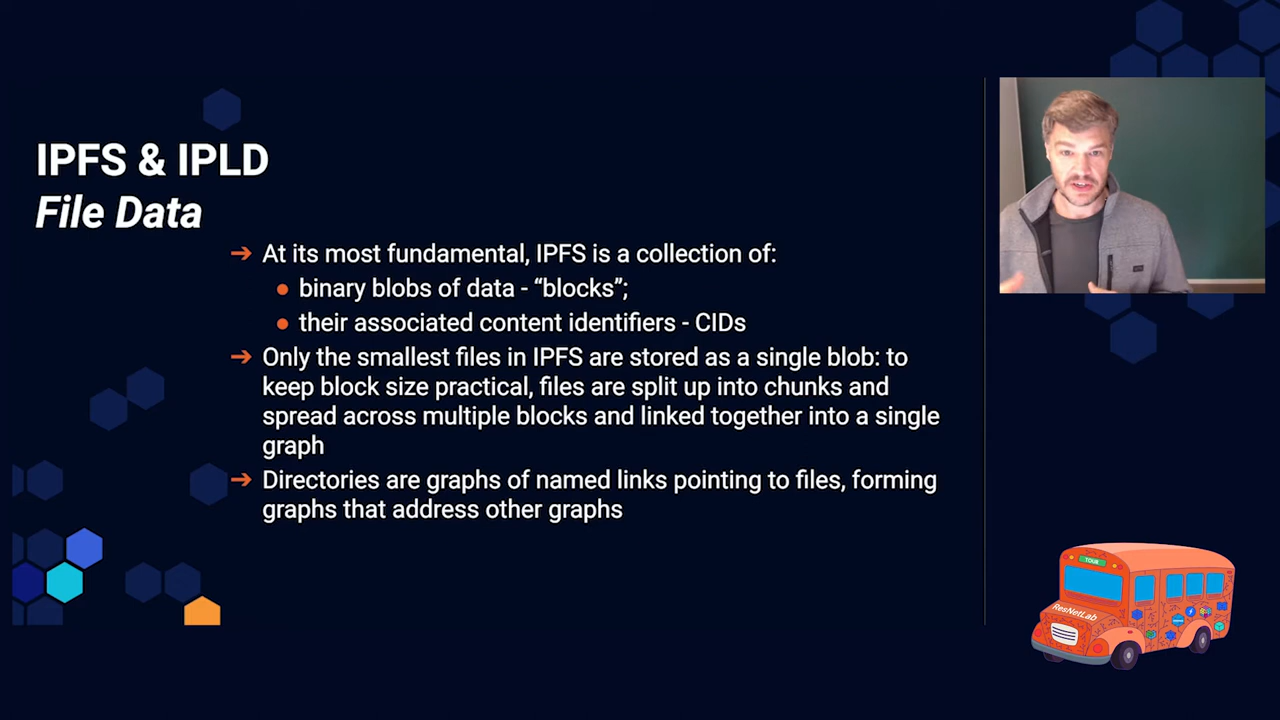 IPFS & IPLD
File Data
➔ At its most fundamental, IPFS is a collection of:
● binary blobs of data - “blocks”;
● their associated content identifiers - CIDs
➔ Only the smallest files in IPFS are stored as a single blob: to
keep block size practical, files are split up into chunks and
spread across multiple blocks and linked together into a single
graph
➔ Directories are graphs of named links pointing to files, forming
graphs that address other graphs
TOUR
ResNetLab